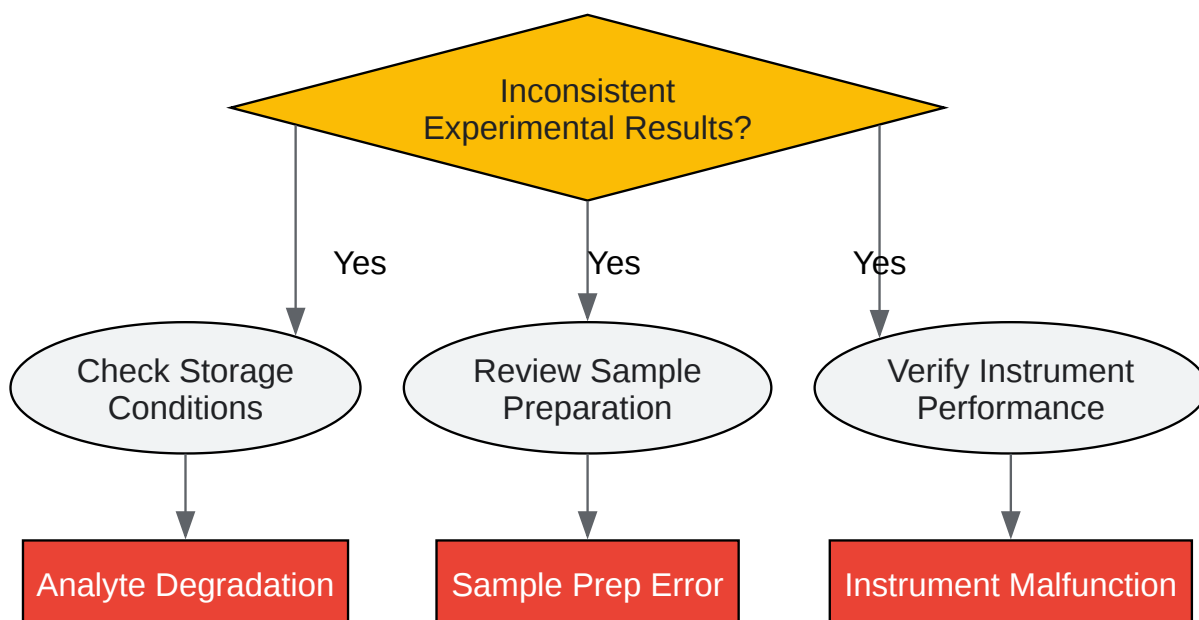 Inconsistent
Experimental Results?
Yes
Yes
Yes
Check Storage
Conditions
Review Sample
Preparation
Verify Instrument
Performance
Analyte Degradation
Sample Prep Error
Instrument Malfunction